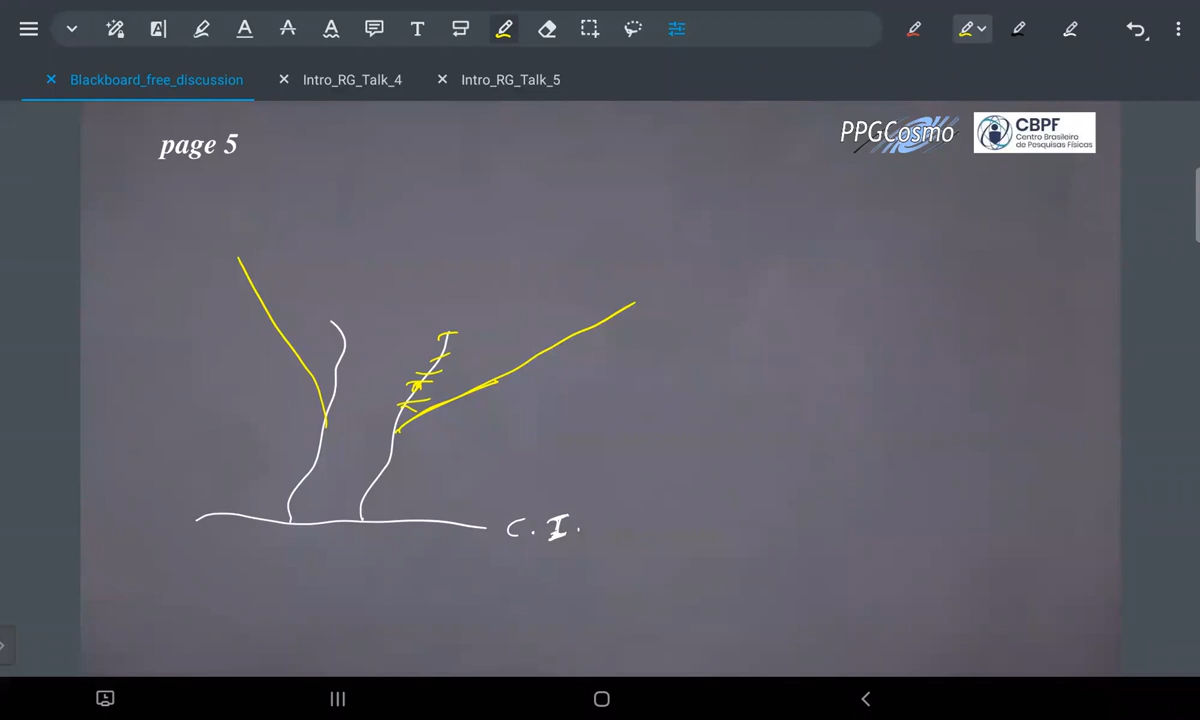 Blackboard_free_discussion
Intro_RG_Talk_4
Intro_RG_Talk_5
page 5
PPGCosmo
CBPF
Centro Brasileiro
de Pesquisas Físicas
C. I.